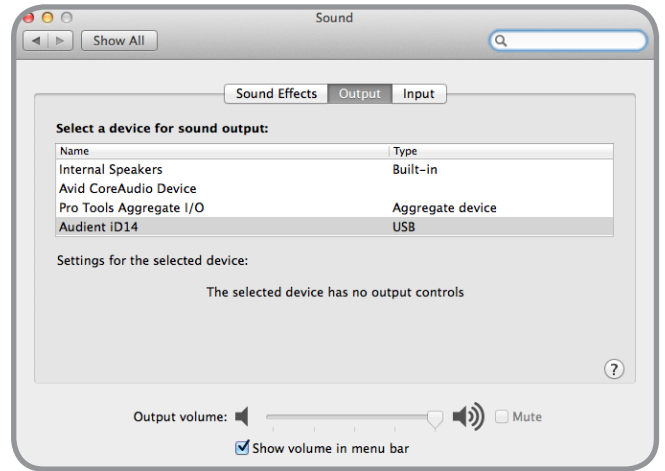 Sound
Show All
Sound Effects Output Input
Select a device for sound output:
Name Type
Internal Speakers Built-in
Avid CoreAudio Device
Pro Tools Aggregate I/O Aggregate device
Audient iD14 USB
Settings for the selected device:
The selected device has no output controls
?
Output volume: Mute
Show volume in menu bar